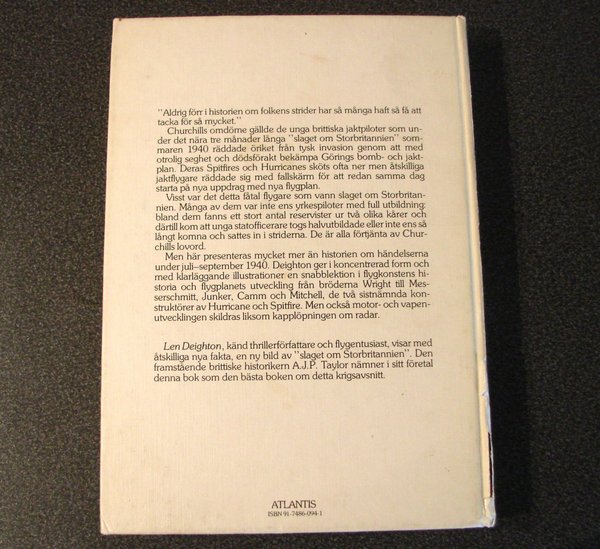 "Aldrig förr i historien om folkens strider har så många haft så få att
tacka för så mycket."
Churchills omdöme gällde de unga brittiska jaktpiloter som un-
der det nära tre månader långa "slaget om Storbritannien" som-
maren 1940 räddade öriket från tysk invasion genom att med
otrolig seghet och dödsförakt bekämpa Görings bomb- och jakt-
plan. Deras Spitfires och Hurricanes sköts ofta ner men åtskilliga
jaktflygare räddade sig med fallskärm för att redan samma dag
starta på nya uppdrag med nya flygplan.
Visst var det detta fåtal flygare som vann slaget om Storbritan-
nien. Många av dem var inte ens yrkespiloter med full utbildning:
bland dem fanns ett stort antal reservister ur två olika kårer och
därtill kom att unga statofficerare togs halvutbildade eller inte ens så
långt komna och sattes in i striderna. De är alla förtjänta av Chur-
chills lovord.
Men här presenteras mycket mer än historien om händelserna
under juli–september 1940. Deighton ger i koncentrerad form och
med klarläggande illustrationer en snabblektion i flygkonstens hi-
storia och flygplanets utveckling från bröderna Wright till Mes-
serschmitt, Junker, Camm och Mitchell, de två sistnämnda kon-
struktörer av Hurricane och Spitfire. Men också motor- och vapen-
utvecklingen skildras liksom kapplöpningen om radar.
Len Deighton, känd thrillerförfattare och flygentusiast, visar med
åtskilliga nya fakta, en ny bild av "slaget om Storbritannien". Den
framstående brittiske historikern A.J.P. Taylor nämner i sitt företal
denna bok som den bästa boken om detta krigsavsnitt.
ATLANTIS
ISBN 91-7486-094-1